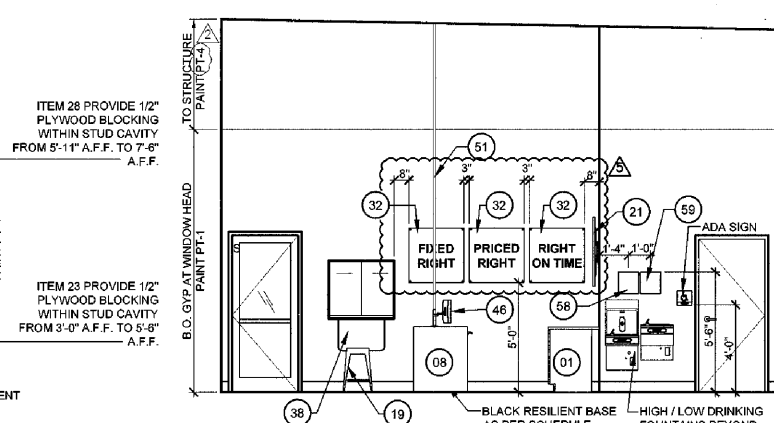 ITEM 28 PROVIDE 1/2"
PLYWOOD BLOCKING
WITHIN STUD CAVITY
FROM 5'-11" A.F.F. TO 7'-6"
A.F.F.
ITEM 23 PROVIDE 1/2"
PLYWOOD BLOCKING
WITHIN STUD CAVITY
FROM 3'-0" A.F.F. TO 5'-6"
A.F.F.
TO STRUCTURE
PAINT PT-4
2
B.O. GYP AT WINDOW HEAD
PAINT PT-1
51
5
8"
3"
3"
8"
32
32
32
21
59
FIXED
RIGHT
PRICED
RIGHT
RIGHT
ON TIME
1'-4"
1'-0"
ADA SIGN
S
46
58
5'-0"
5'-6"
4'-0"
08
01
38
19
BLACK RESILIENT BASE
AS PER SCHEDULE
HIGH / LOW DRINKING
FOUNTAINS BEYOND